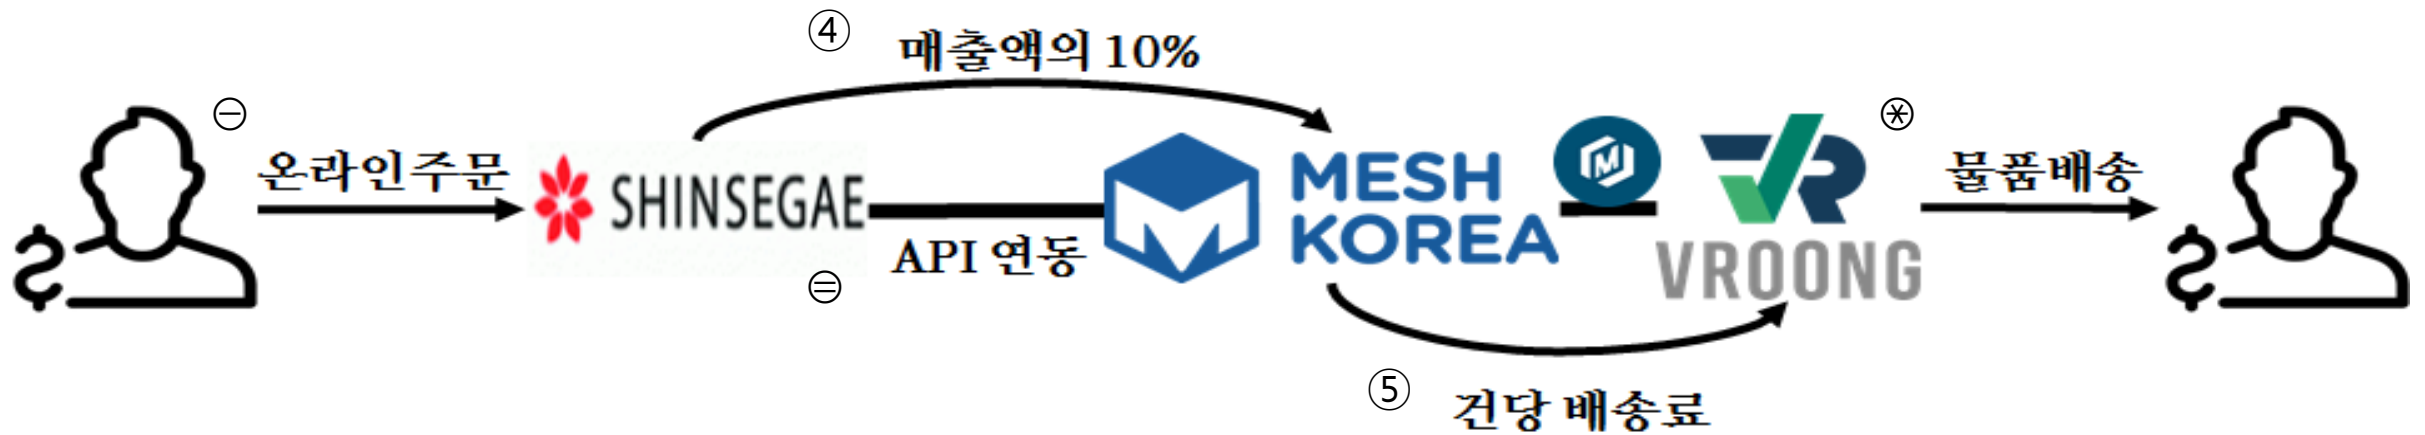 ④ 매출액의 10%
⊖
온라인주문
SHINSEGAE
API 연동
⊜
MESH
KOREA
M
VR
VROONG
⊛
물품배송
⑤ 건당 배송료